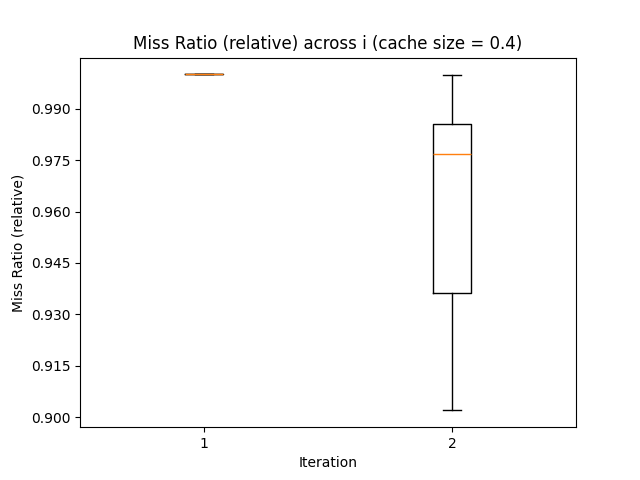 Miss Ratio (relative) across i (cache size = 0.4)
Miss Ratio (relative)
0.990
0.975
0.960
0.945
0.930
0.915
0.900
1 2
Iteration